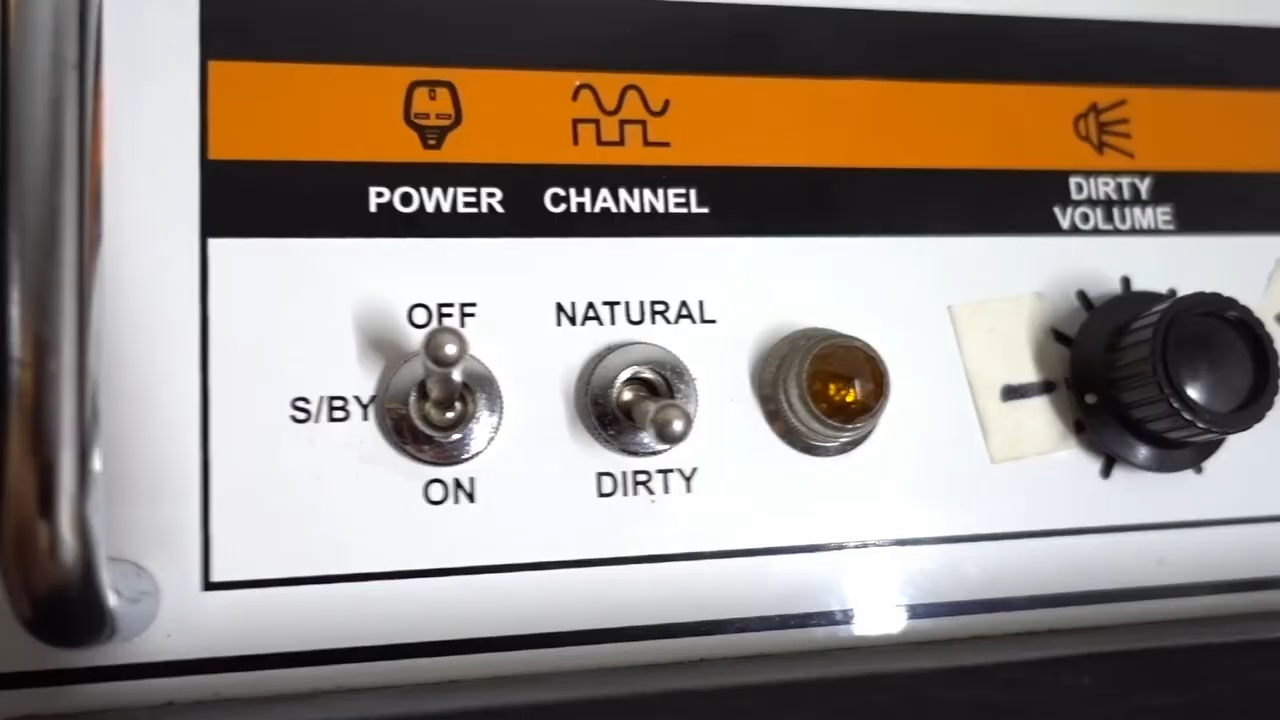 POWER
CHANNEL
DIRTY
VOLUME
OFF
NATURAL
S/BY
ON
DIRTY